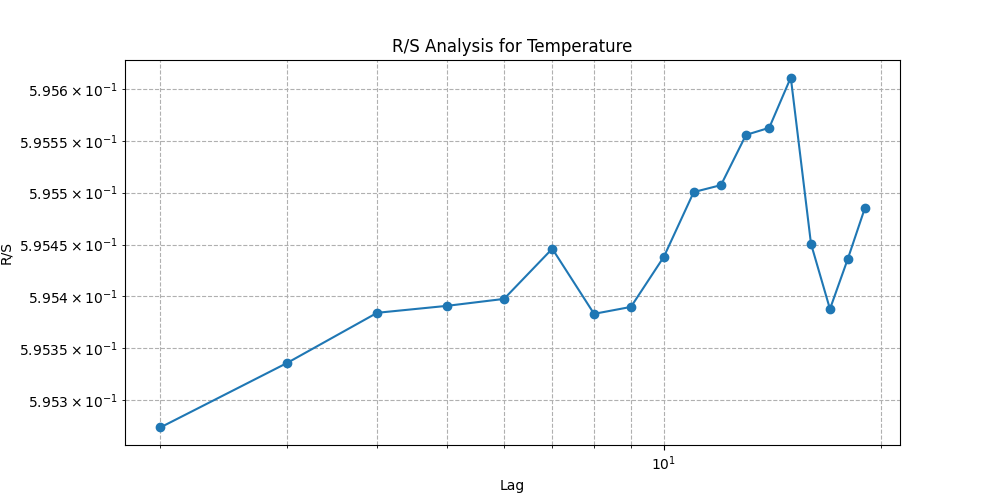 R/S Analysis for Temperature
5.956 × 10⁻¹
5.9555 × 10⁻¹
5.955 × 10⁻¹
5.9545 × 10⁻¹
5.954 × 10⁻¹
5.9535 × 10⁻¹
5.953 × 10⁻¹
R/S
10¹
Lag